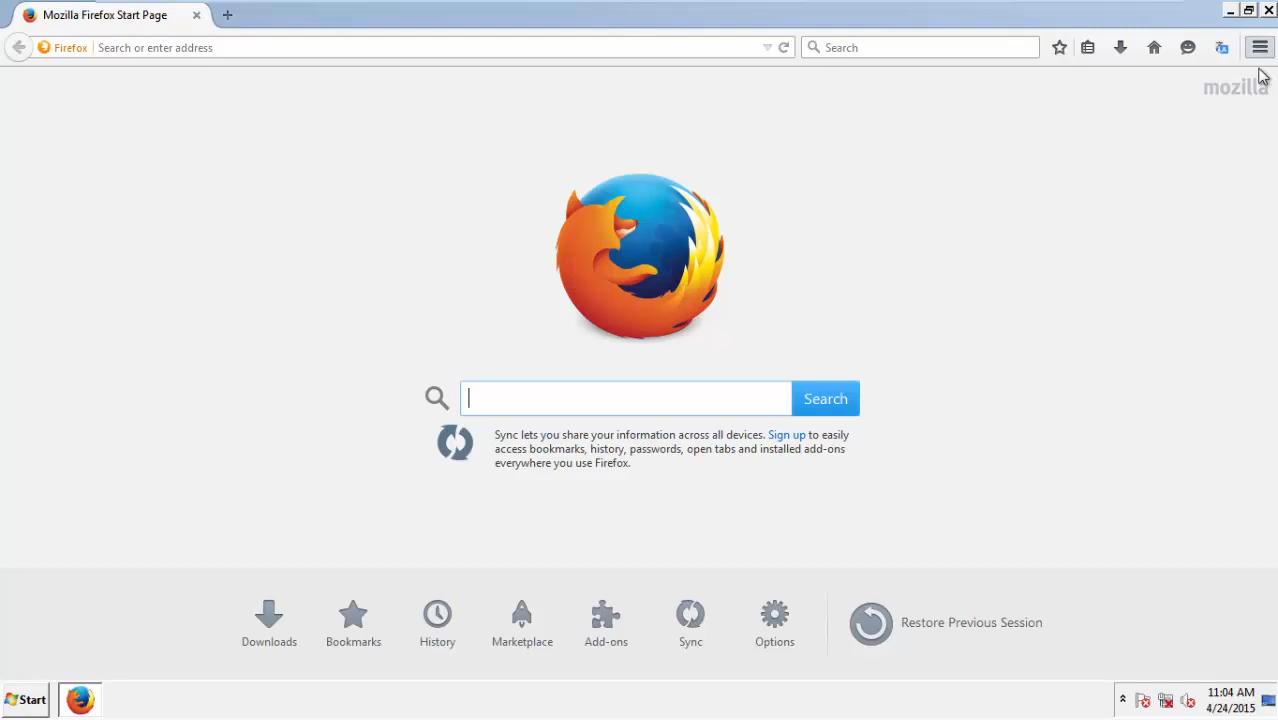 Mozilla Firefox Start Page
Firefox Search or enter address Search
mozilla
Search
Sync lets you share your information across all devices. Sign up to easily
access bookmarks, history, passwords, open tabs and installed add-ons
everywhere you use Firefox.
Downloads Bookmarks History Marketplace Add-ons Sync Options Restore Previous Session
Start 11:04 AM
4/24/2015